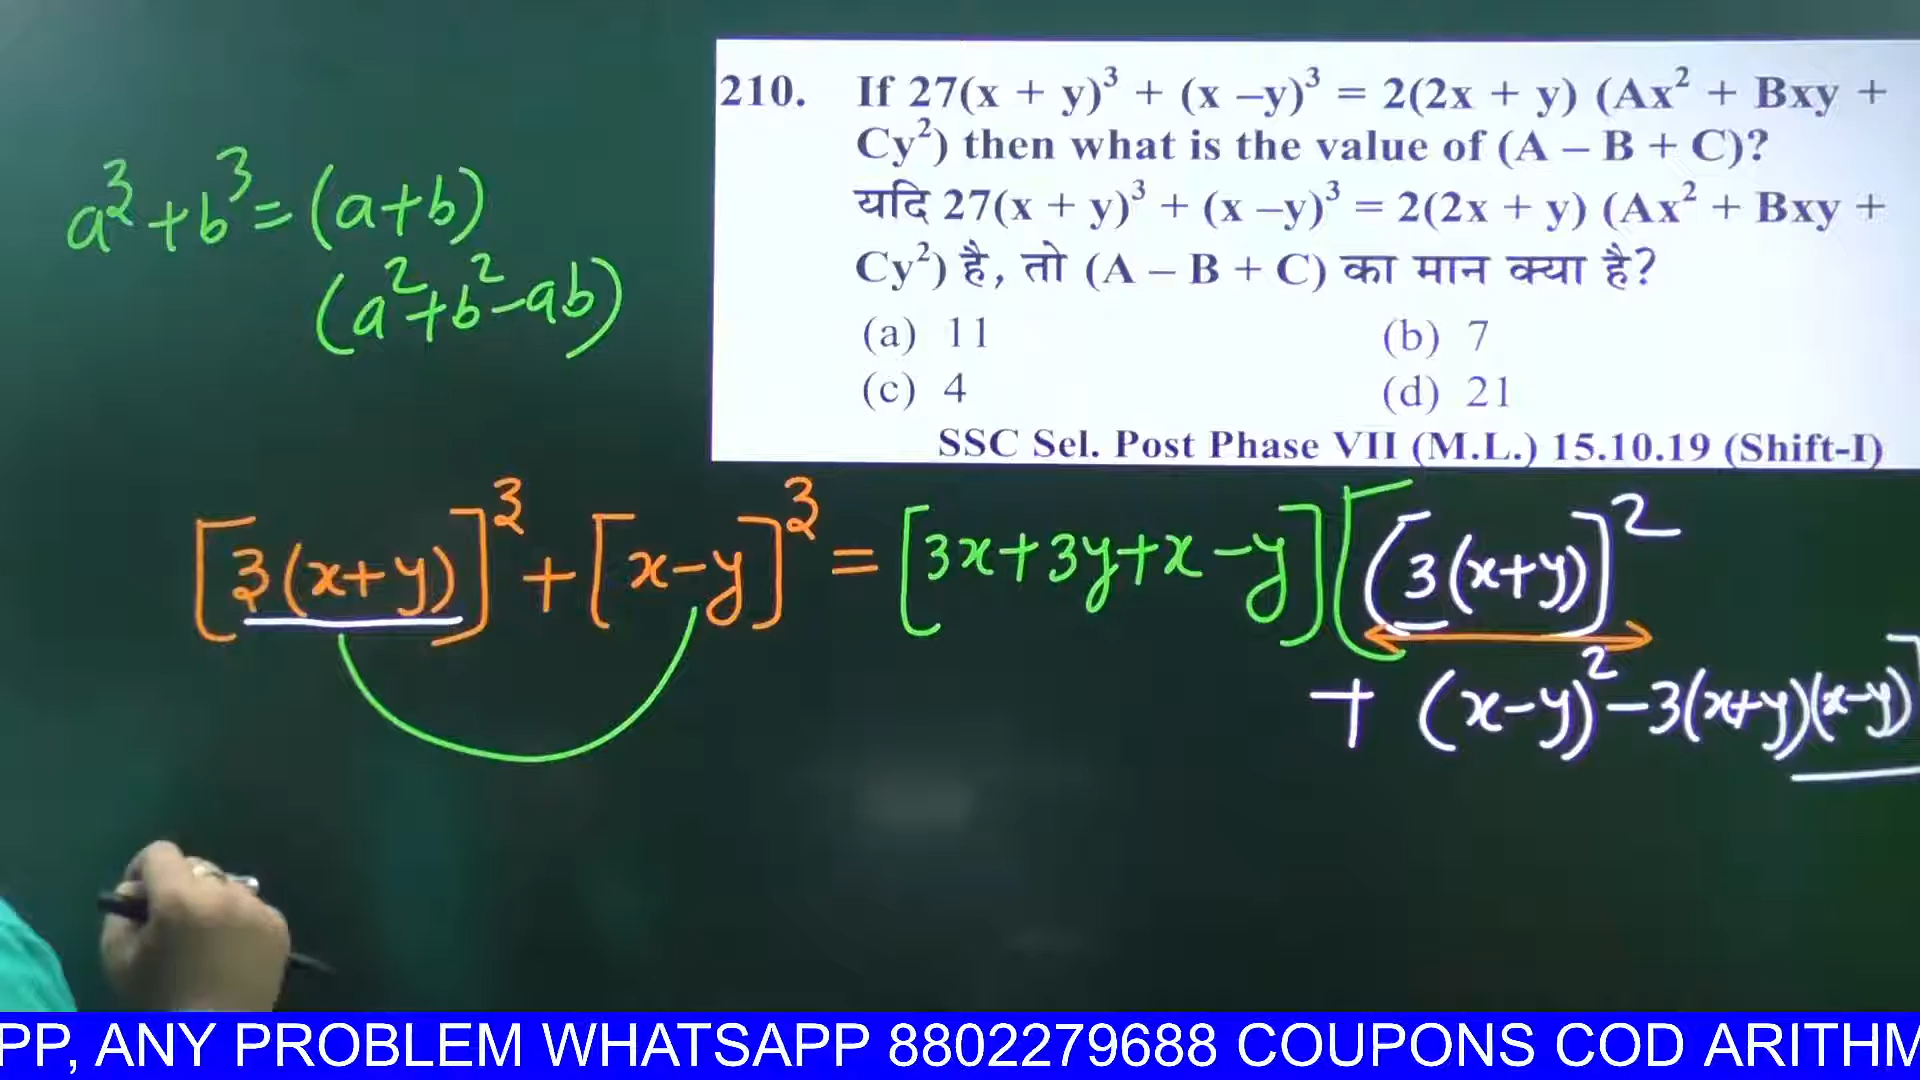 210. If 27(x + y)³ + (x –y)³ = 2(2x + y) (Ax² + Bxy +
Cy²) then what is the value of (A – B + C)?
यदि 27(x + y)³ + (x –y)³ = 2(2x + y) (Ax² + Bxy +
Cy²) है, तो (A – B + C) का मान क्या है?
(a) 11 (b) 7
(c) 4 (d) 21
SSC Sel. Post Phase VII (M.L.) 15.10.19 (Shift-I)
a³+b³=(a+b)
(a²+b²-ab)
[3(x+y)]³+[x-y]³=[3x+3y+x-y][(3(x+y)]²
+ (x-y)²-3(x+y)(x-y)]
PP, ANY PROBLEM WHATSAPP 8802279688 COUPONS COD ARITHM